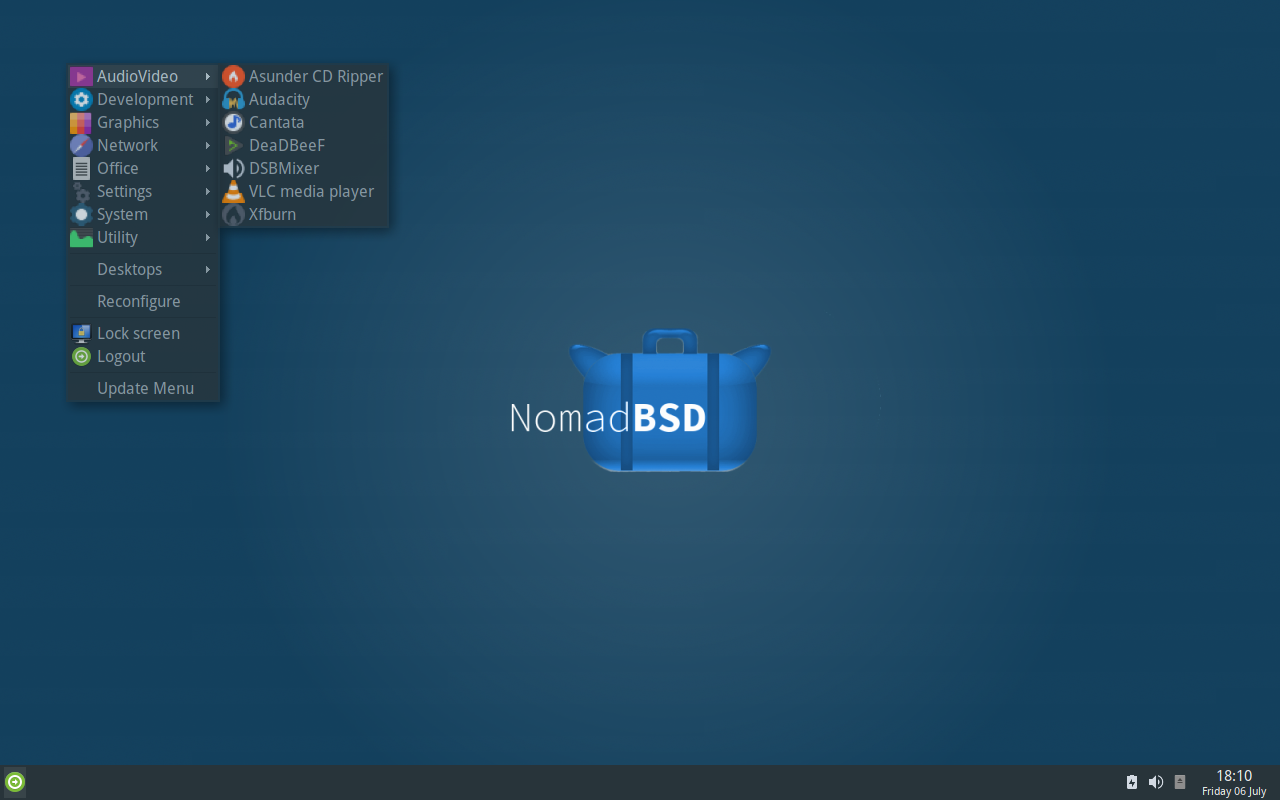 AudioVideo
Development
Graphics
Network
Office
Settings
System
Utility
Desktops
Reconfigure
Lock screen
Logout
Update Menu
Asunder CD Ripper
Audacity
Cantata
DeaDBeeF
DSBMixer
VLC media player
Xfburn
NomadBSD
18:10
Friday 06 July